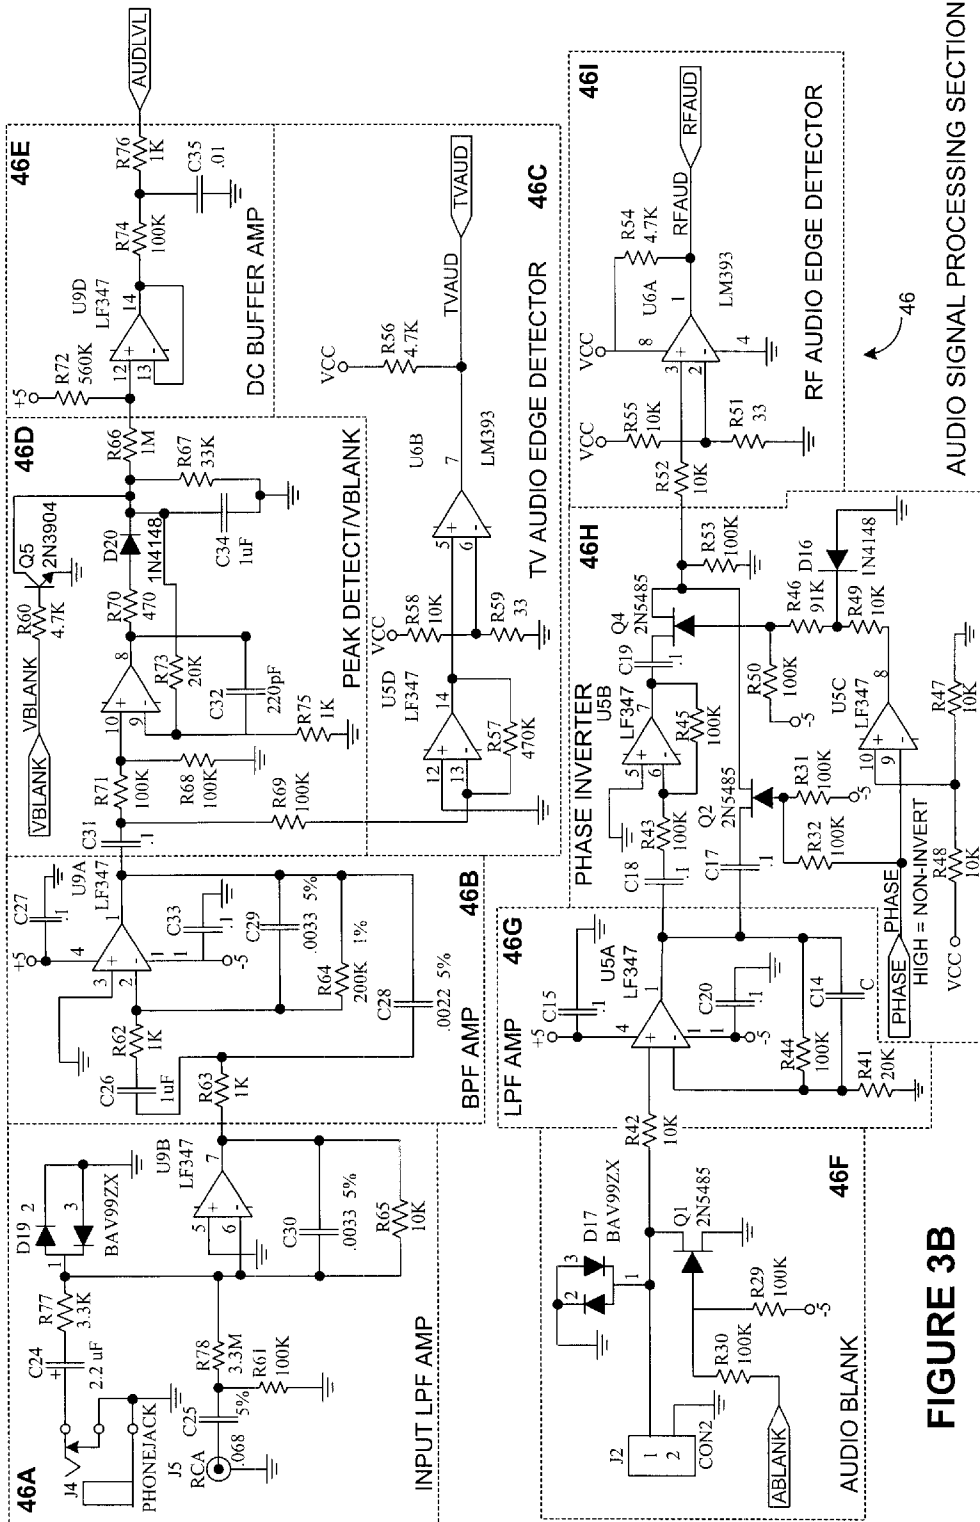 46A
J4
PHONEJACK
C24
+
2.2 uF
R77
3.3K
D19
2
3
1
BAV99ZX
J5
RCA
C25
.068
5%
R78
3.3M
R61
100K
U9B
LF347
5
6
7
+
-
C30
.0033 5%
R65
10K
INPUT LPF AMP
R63
1K
C26
1uF
R62
1K
+5
C27
.1
U9A
LF347
3
2
4
1
11
+
-
C33
.1
-5
C29
.0033 5%
R64
200K 1%
C28
.0022 5%
BPF AMP
46B
C31
.1
VBLANK
VBLANK
R60
4.7K
Q5
2N3904
46D
R71
100K
R68
100K
R69
100K
10
9
8
+
-
R70
470
D20
1N4148
R73
20K
C32
220pF
R75
1K
C34
1uF
R66
1M
R67
33K
PEAK DETECT/VBLANK
+5
R72
560K
U9D
LF347
12
13
14
+
-
R74
100K
R76
1K
C35
.01
AUDLVL
46E
DC BUFFER AMP
U5D
LF347
12
13
14
+
-
R57
470K
VCC
R58
10K
R59
33
U6B
5
6
7
+
-
LM393
VCC
R56
4.7K
TVAUD
TVAUD
46C
TV AUDIO EDGE DETECTOR
J2
1
2
CON2
D17
BAV99ZX
2
3
1
Q1
2N5485
R29
100K
-5
R30
100K
ABLANK
AUDIO BLANK
46F
R42
10K
LPF AMP
46G
+5
C15
.1
U5A
LF347
4
1
11
+
-
C20
.1
-5
R44
100K
C14
C
R41
20K
PHASE INVERTER
46H
C18
.1
R43
100K
U5B
LF347
5
6
7
+
-
R45
100K
C19
.1
Q4
2N5485
C17
.1
Q2
2N5485
R31
100K
-5
R32
100K
R50
100K
-5
R53
100K
R46
91K
R49
10K
D16
1N4148
U5C
LF347
10
9
8
+
-
R47
10K
R48
10K
VCC
PHASE
PHASE
HIGH = NON-INVERT
R52
10K
VCC
R55
10K
R51
33
VCC
8
3
2
1
4
+
-
U6A
LM393
R54
4.7K
RFAUD
RFAUD
46I
RF AUDIO EDGE DETECTOR
46
AUDIO SIGNAL PROCESSING SECTION
FIGURE 3B